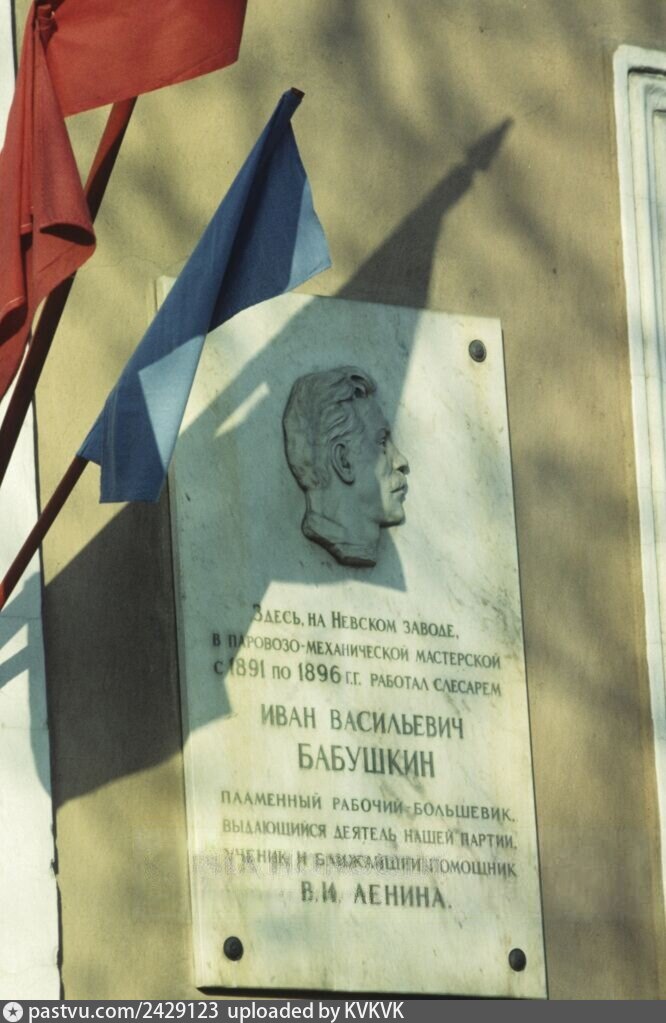 Здесь, на Невском заводе,
в паровозо-механической мастерской
с 1891 по 1896 г.г. работал слесарем
Иван Васильевич
Бабушкин
пламенный рабочий-большевик,
выдающийся деятель нашей партии,
ученик и ближайший помощник
В.И. Ленина.
pastvu.com/2429123 uploaded by KVKVK